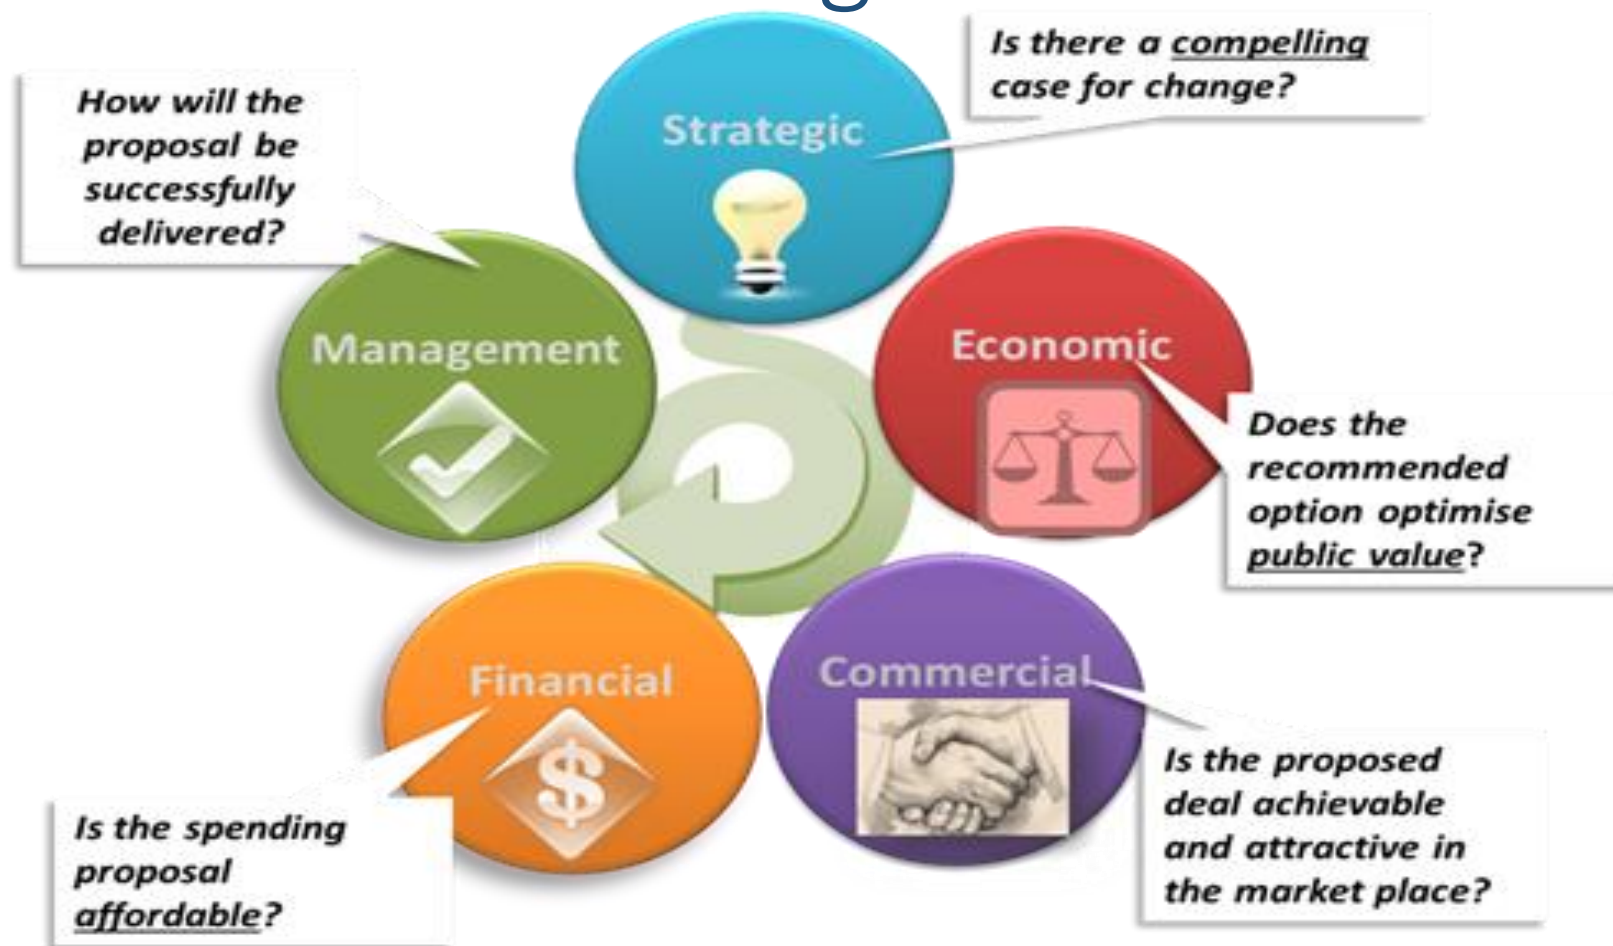 Strategic
Is there a compelling
case for change?
How will the
proposal be
successfully
delivered?
Management
Economic
Does the
recommended
option optimise
public value?
Financial
$
Commercial
Is the spending
proposal
affordable?
Is the proposed
deal achievable
and attractive in
the market place?